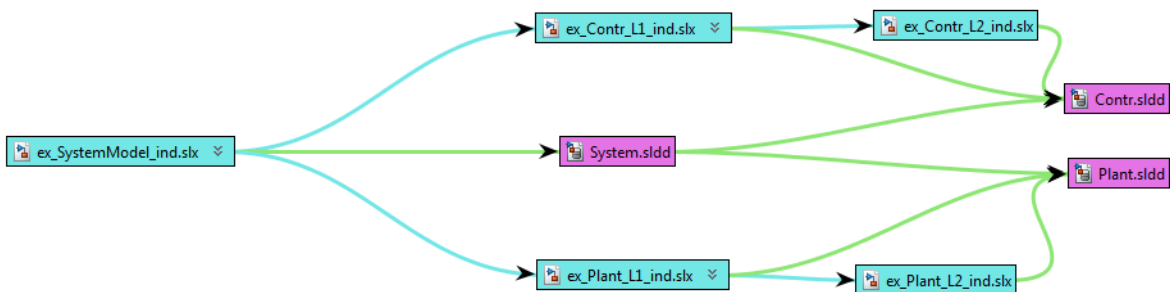 ex_Contr_L1_ind.slx
ex_Contr_L2_ind.slx
Contr.sldd
ex_SystemModel_ind.slx
System.sldd
Plant.sldd
ex_Plant_L1_ind.slx
ex_Plant_L2_ind.slx